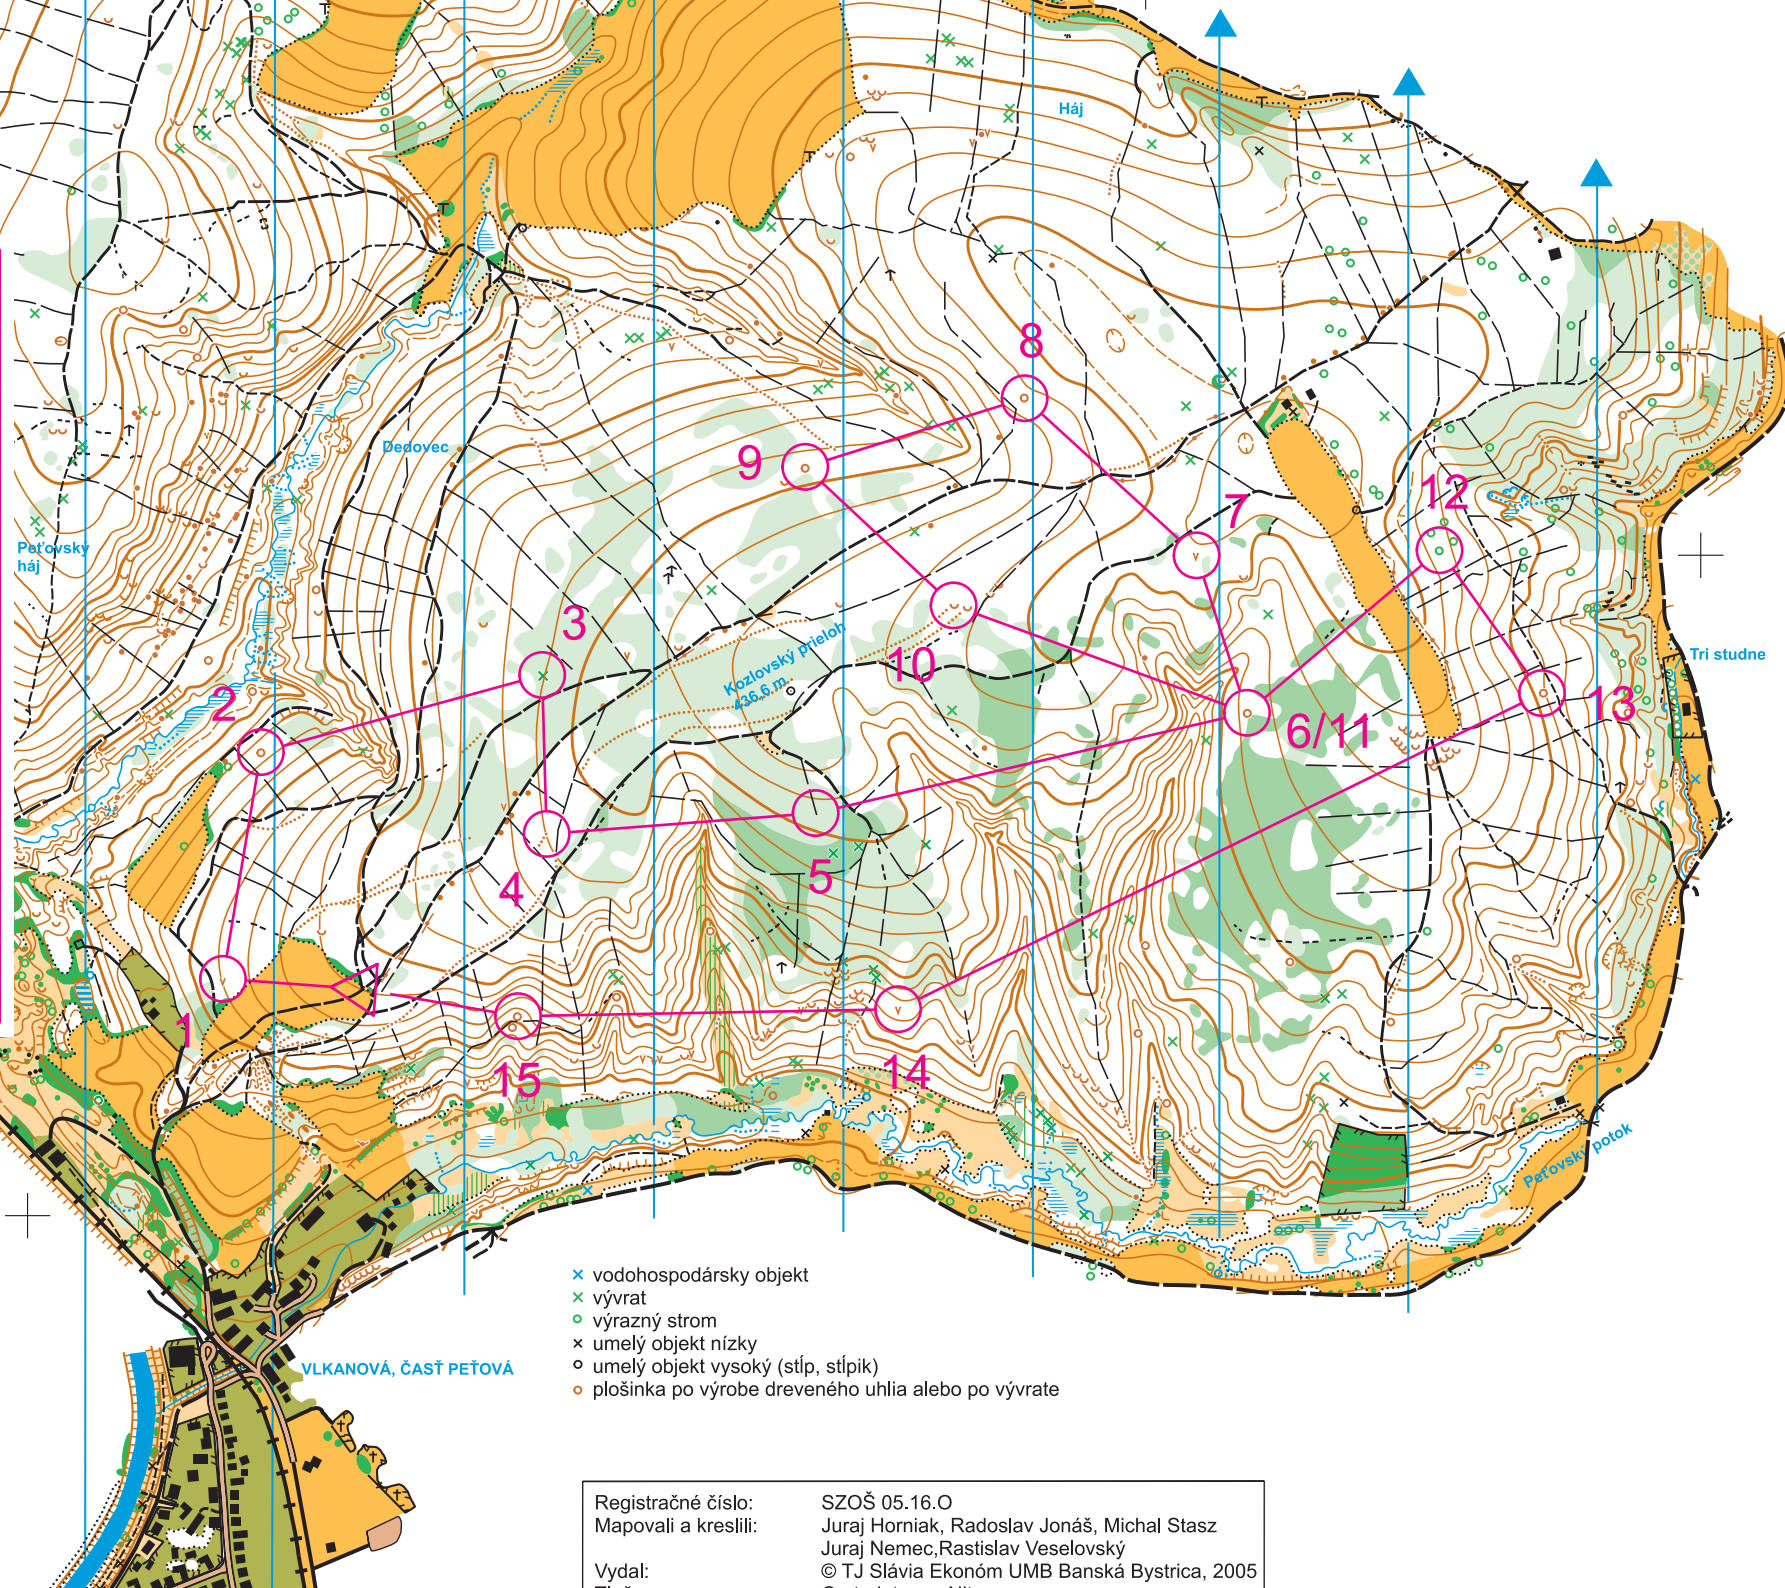 Háj
8
Dedovec
9
12
7
Peťovský
háj
3
Kozlovský prieloh
436,6 m.
10
Tri studne
2
13
6/11
5
4
1
15
14
Peťovský potok
x vodohospodársky objekt
x vývrat
o výrazný strom
x umelý objekt nízky
o umelý objekt vysoký (stĺp, stĺpik)
o plošinka po výrobe dreveného uhlia alebo po vývrate
VLKANOVÁ, ČASŤ PEŤOVÁ
Registračné číslo: SZOŠ 05.16.O
Mapovali a kreslili: Juraj Horniak, Radoslav Jonáš, Michal Stasz
Juraj Nemec,Rastislav Veselovský
Vydal: © TJ Slávia Ekonóm UMB Banská Bystrica, 2005